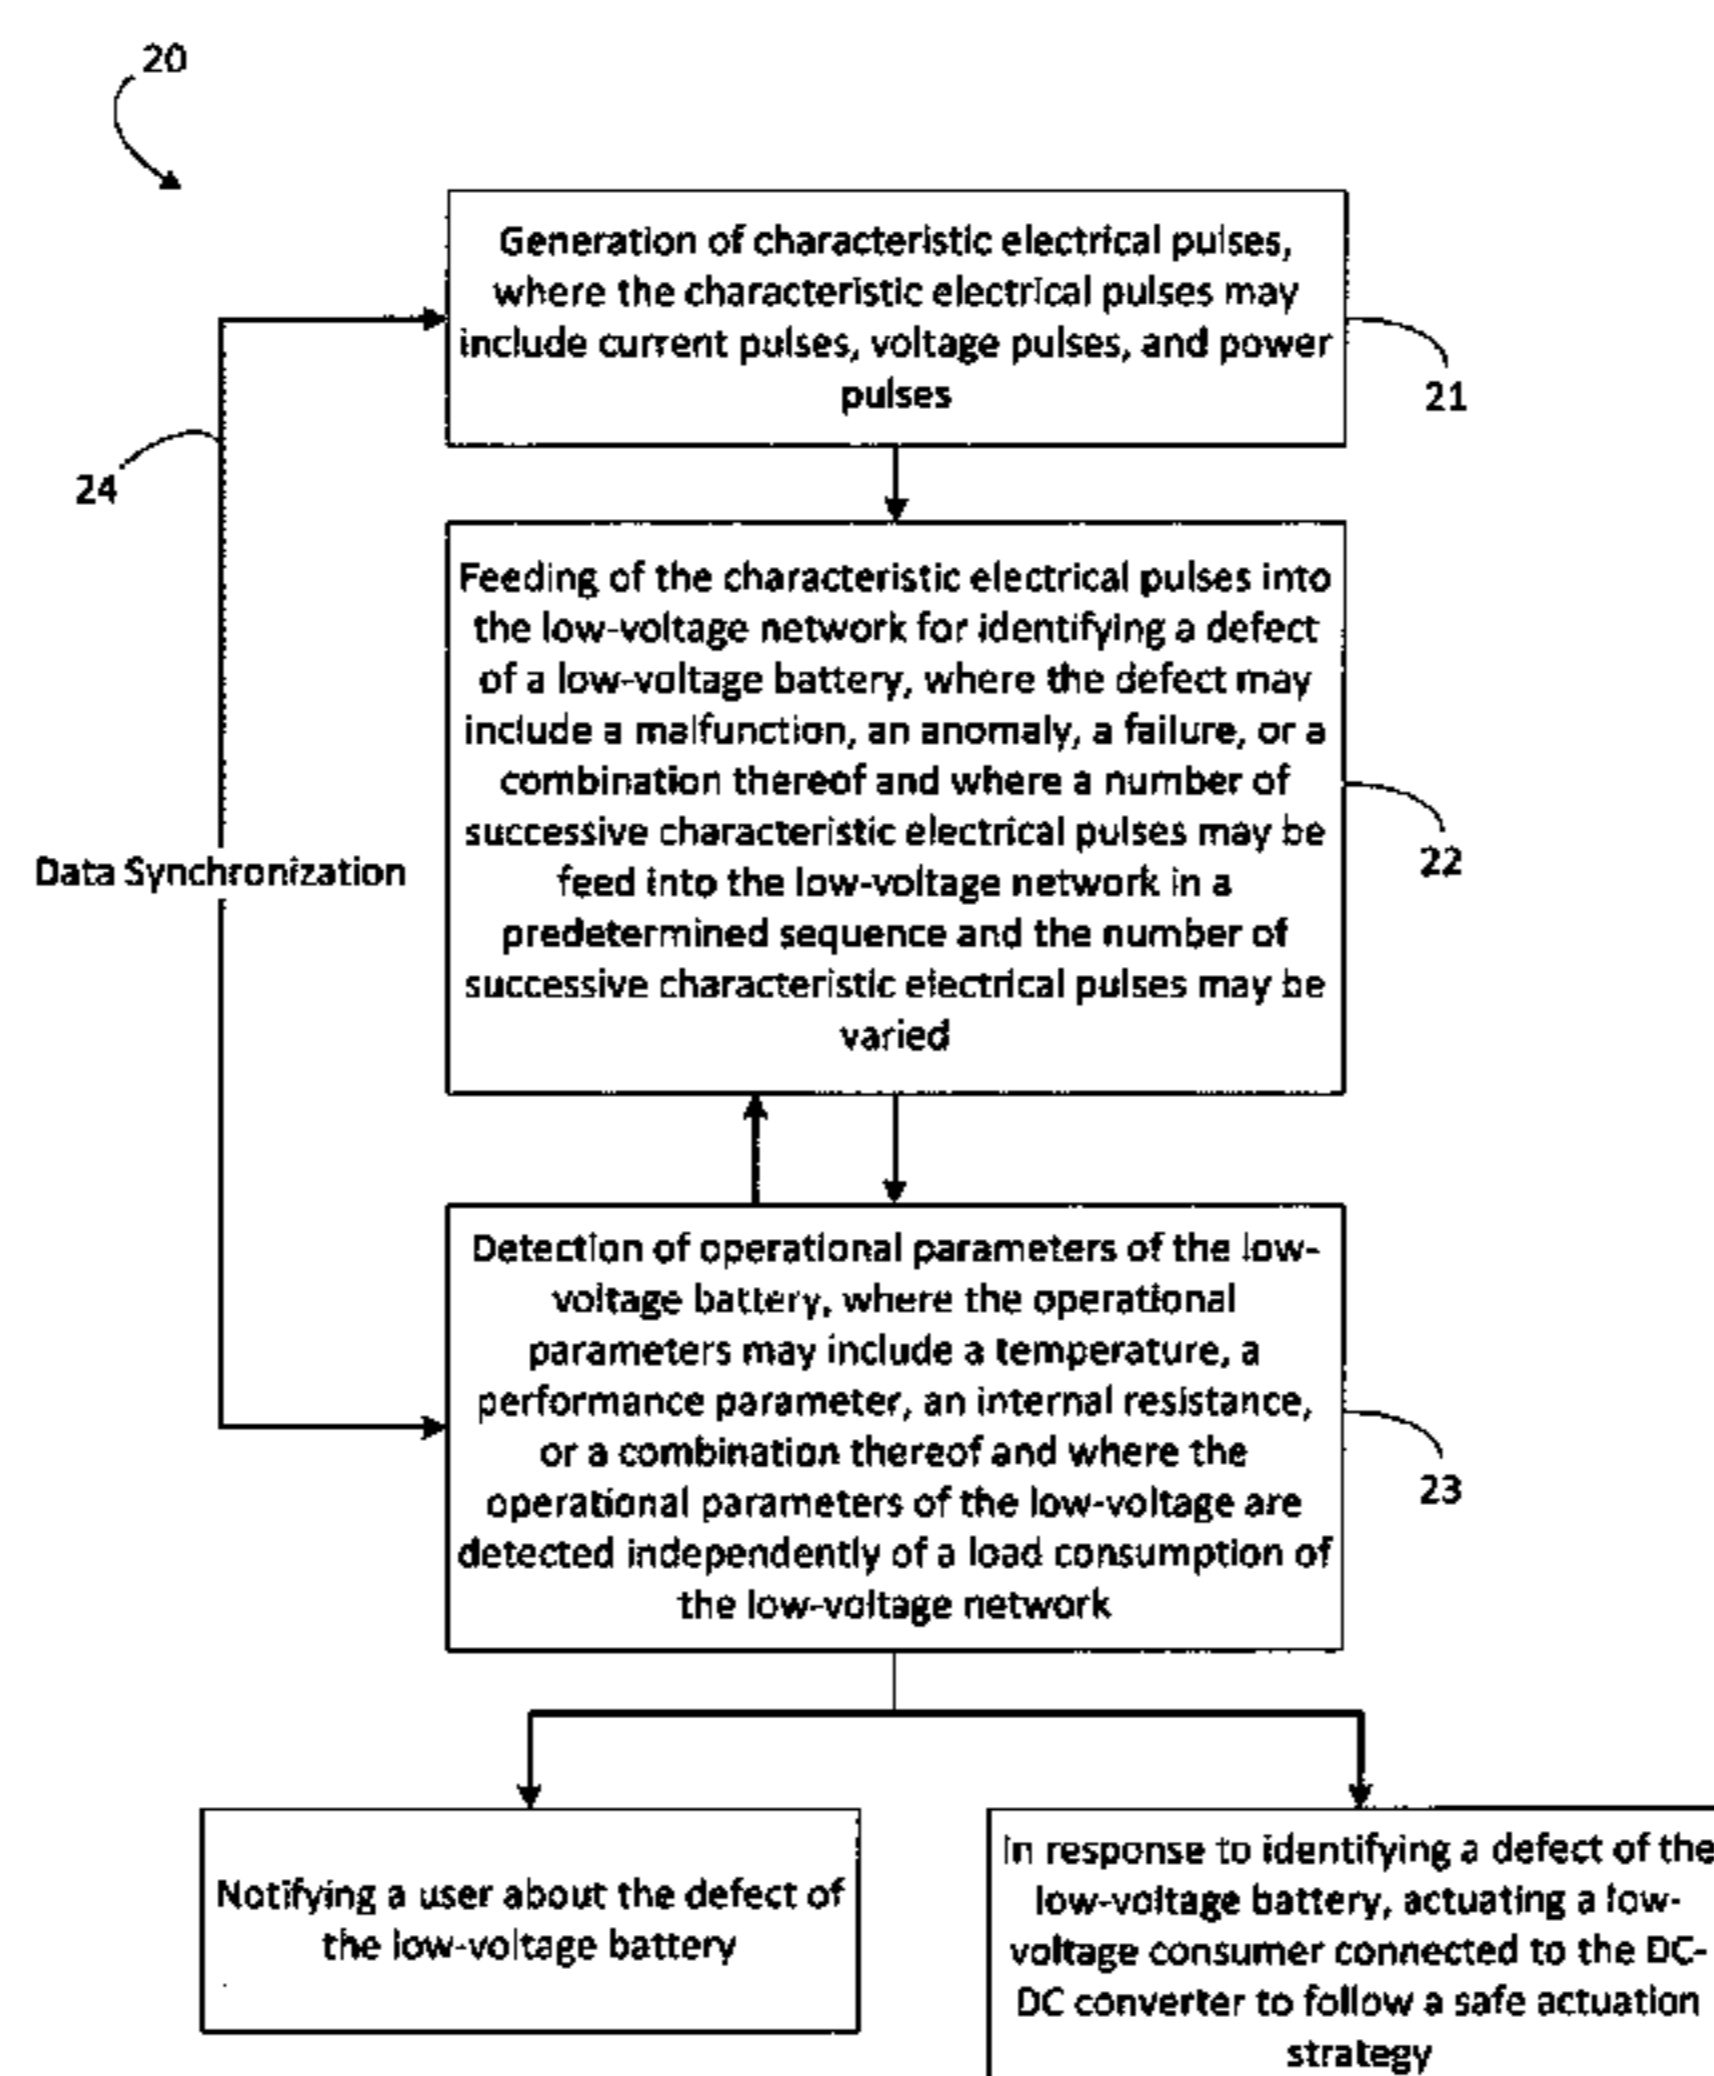 20
Generation of characteristic electrical pulses,
where the characteristic electrical pulses may
include current pulses, voltage pulses, and power
pulses
21
24
Feeding of the characteristic electrical pulses into
the low-voltage network for identifying a defect
of a low-voltage battery, where the defect may
include a malfunction, an anomaly, a failure, or a
combination thereof and where a number of
successive characteristic electrical pulses may be
feed into the low-voltage network in a
predetermined sequence and the number of
successive characteristic electrical pulses may be
varied
22
Data Synchronization
Detection of operational parameters of the low-
voltage battery, where the operational
parameters may include a temperature, a
performance parameter, an internal resistance,
or a combination thereof and where the
operational parameters of the low-voltage are
detected independently of a load consumption of
the low-voltage network
23
Notifying a user about the defect of
the low-voltage battery
In response to identifying a defect of the
low-voltage battery, actuating a low-
voltage consumer connected to the DC-
DC converter to follow a safe actuation
strategy